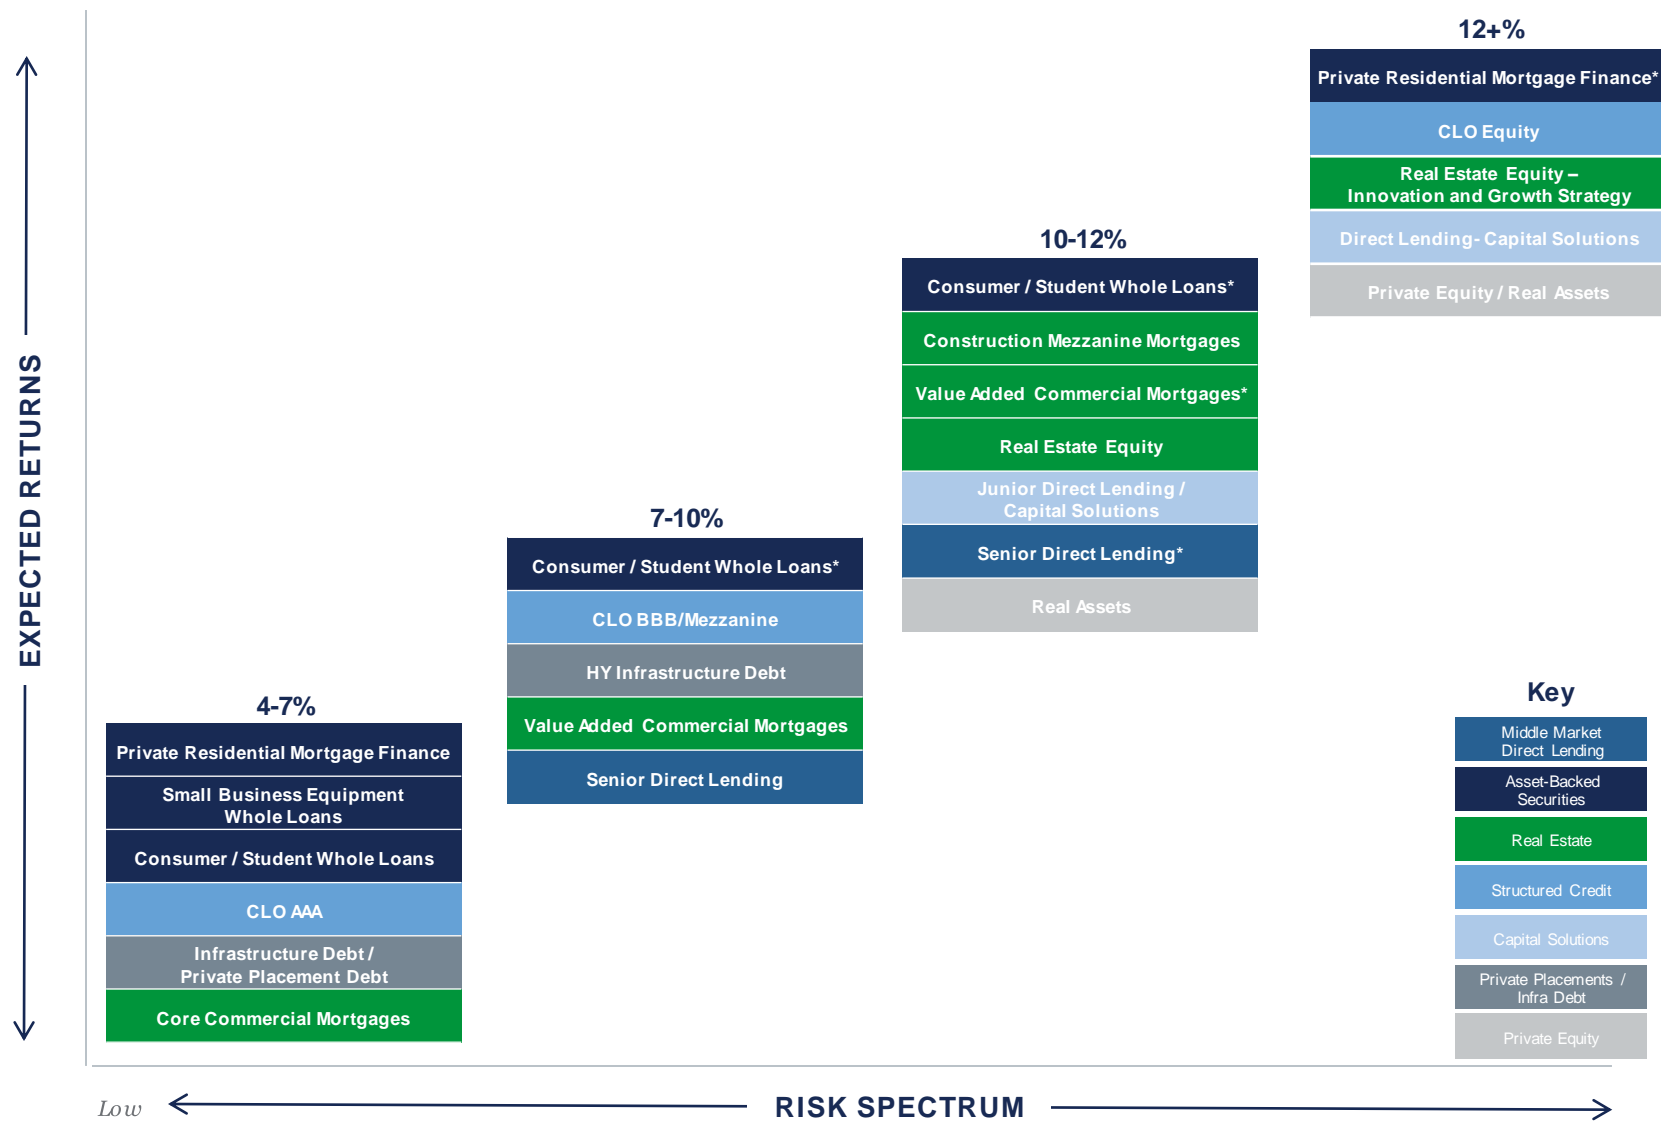 12+%
Private Residential Mortgage Finance*
CLO Equity
Real Estate Equity –
Innovation and Growth Strategy
Direct Lending- Capital Solutions
Private Equity / Real Assets
10-12%
Consumer / Student Whole Loans*
Construction Mezzanine Mortgages
Value Added Commercial Mortgages*
Real Estate Equity
Junior Direct Lending /
Capital Solutions
Senior Direct Lending*
Real Assets
7-10%
Consumer / Student Whole Loans*
CLO BBB/Mezzanine
HY Infrastructure Debt
Value Added Commercial Mortgages
Senior Direct Lending
4-7%
Private Residential Mortgage Finance
Small Business Equipment
Whole Loans
Consumer / Student Whole Loans
CLO AAA
Infrastructure Debt /
Private Placement Debt
Core Commercial Mortgages
EXPECTED RETURNS
Key
Middle Market
Direct Lending
Asset-Backed
Securities
Real Estate
Structured Credit
Capital Solutions
Private Placements /
Infra Debt
Private Equity
Low
RISK SPECTRUM